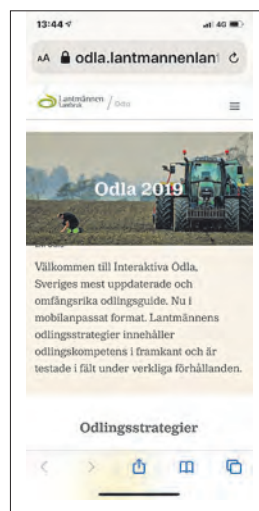 13:44
4G
AA odla.lantmannenlant
Lantmännen / Odla
Lantbruk
Odla 2019
Välkommen till Interaktiva Odla,
Sveriges mest uppdaterade och
omfångsrika odlingsguide. Nu i
mobilanpassat format. Lantmännens
odlingsstrategier innehåller
odlingskompetens i framkant och är
testade i fält under verkliga förhållanden.
Odlingsstrategier